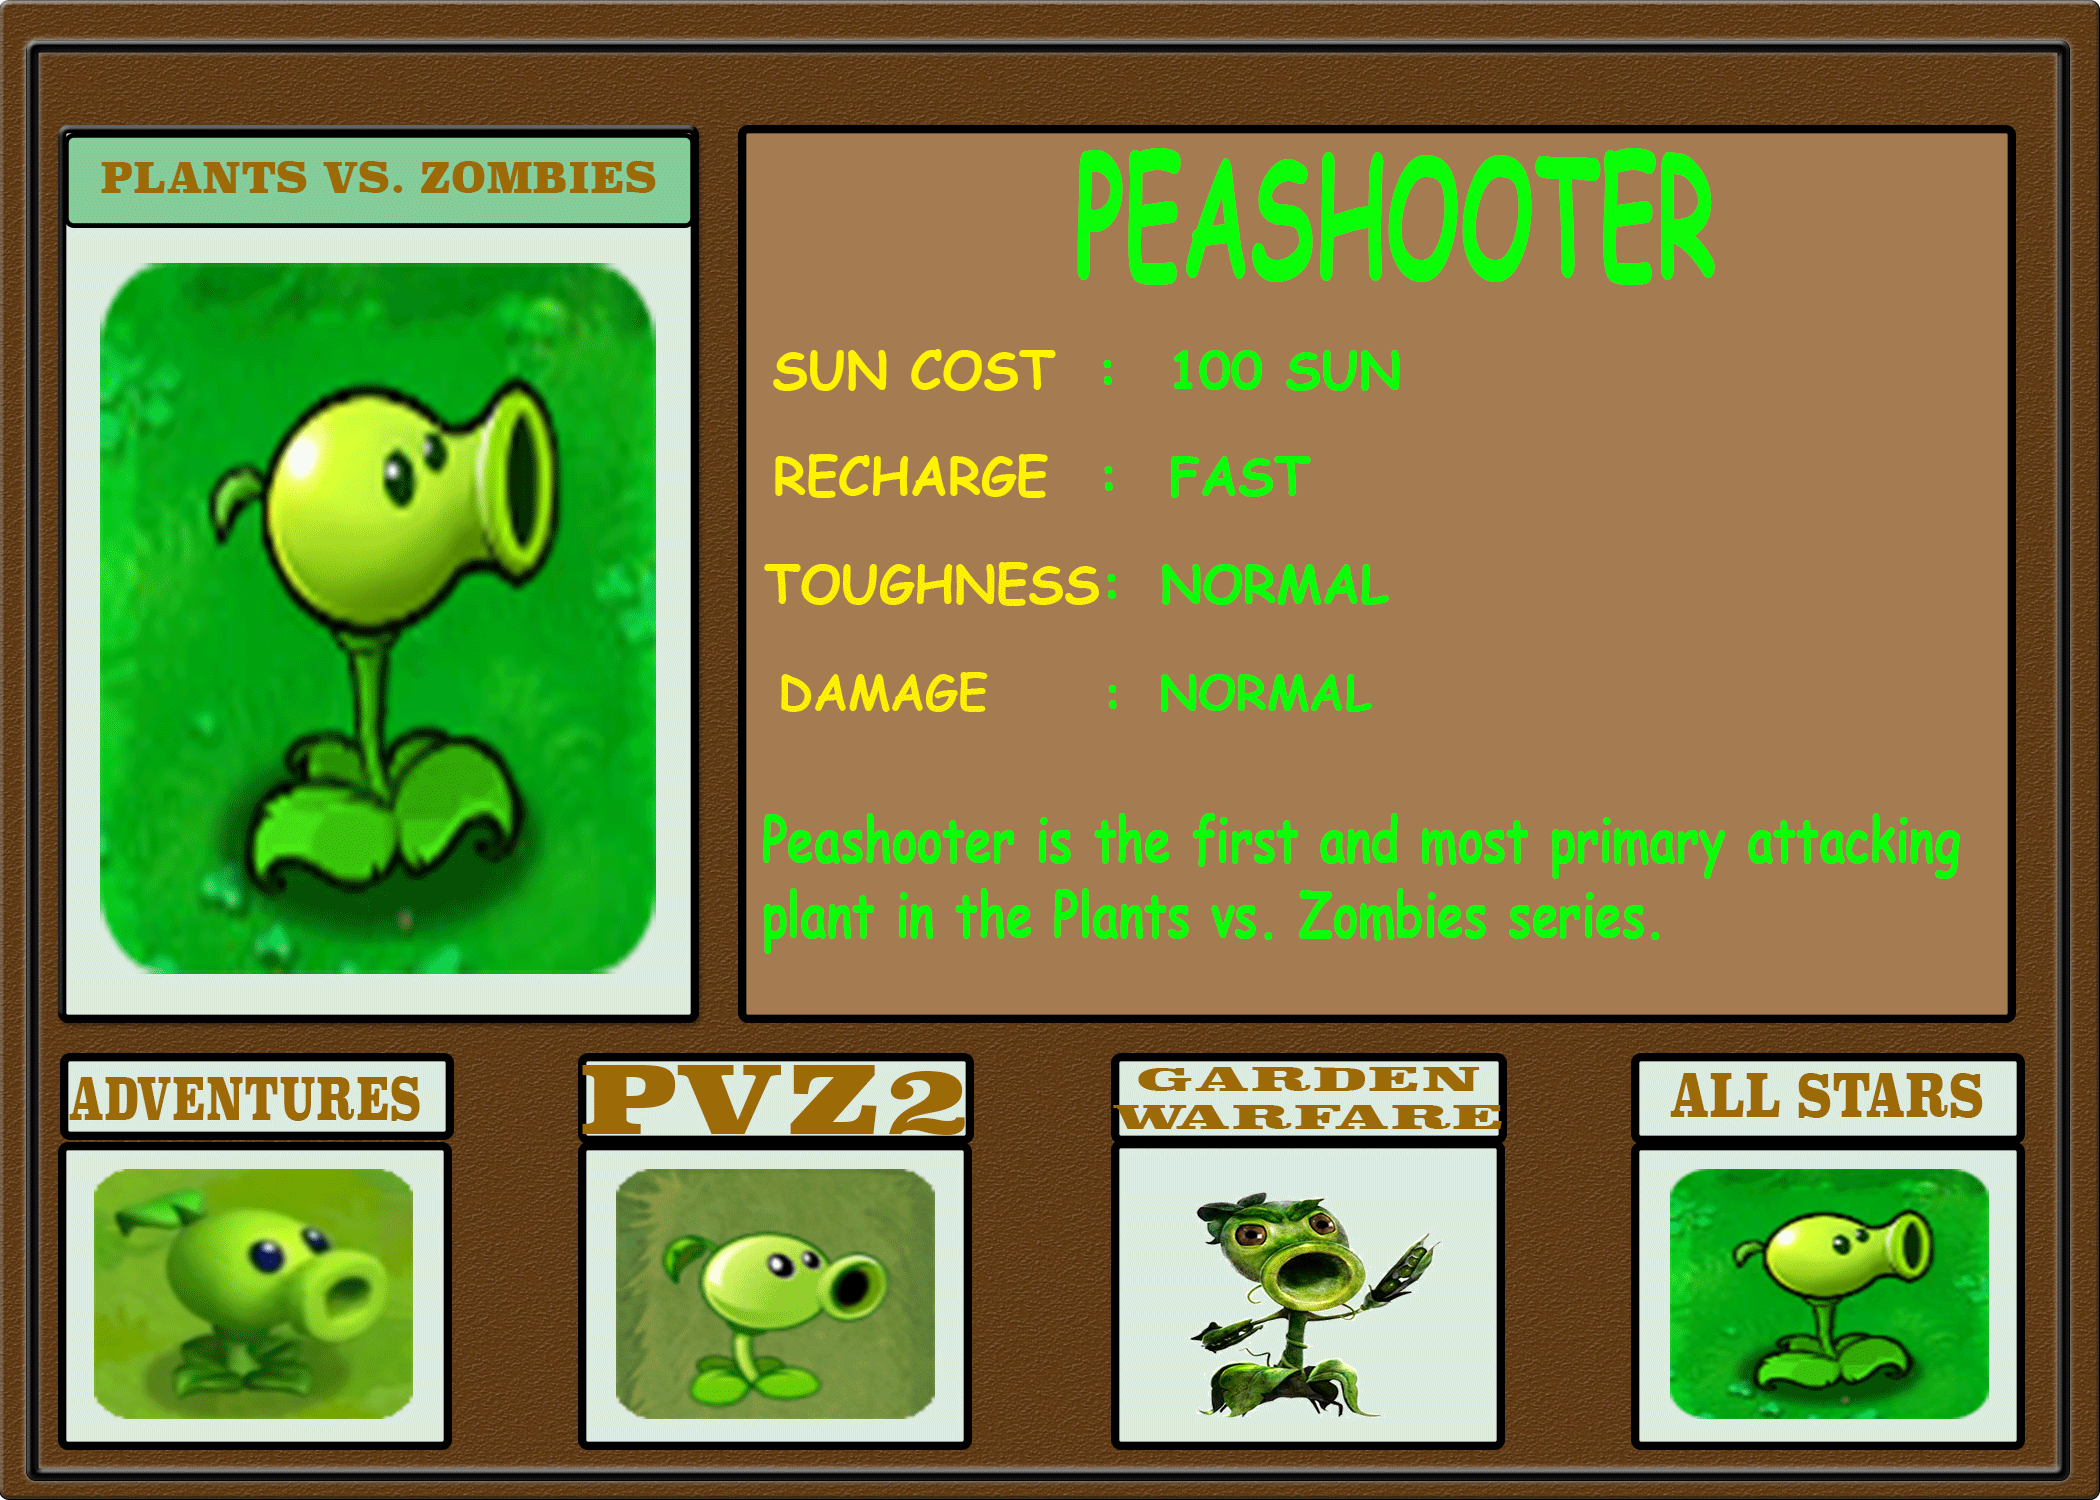 PLANTS VS. ZOMBIES
PEASHOOTER
SUN COST : 100 SUN
RECHARGE : FAST
TOUGHNESS: NORMAL
DAMAGE : NORMAL
Peashooter is the first and most primary attacking
plant in the Plants vs. Zombies series.
ADVENTURES
PVZ2
GARDEN
WARFARE
ALL STARS